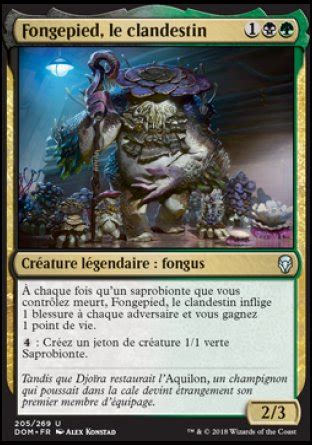 Fongepied, le clandestin 1
Créature légendaire : fongus
À chaque fois qu'un saprobionte que vous
contrôlez meurt, Fongepied, le clandestin inflige
1 blessure à chaque adversaire et vous gagnez
1 point de vie.
4 : Créez un jeton de créature 1/1 verte
Saprobionte.
Tandis que Djoïra restaurait l'Aquilon, un champignon
qui poussait dans la cale devint étrangement son
premier membre d'équipage.
2/3
205/269 U
DOM • FR Alex Konstad
™ & © 2018 Wizards of the Coast